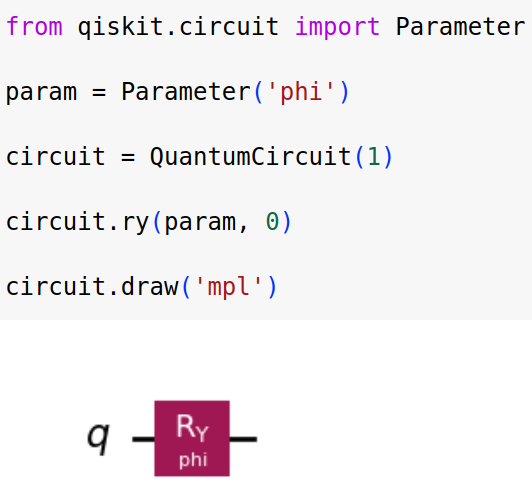 from qiskit.circuit import Parameter
param = Parameter('phi')
circuit = QuantumCircuit(1)
circuit.ry(param, 0)
circuit.draw('mpl')
q
RY
phi